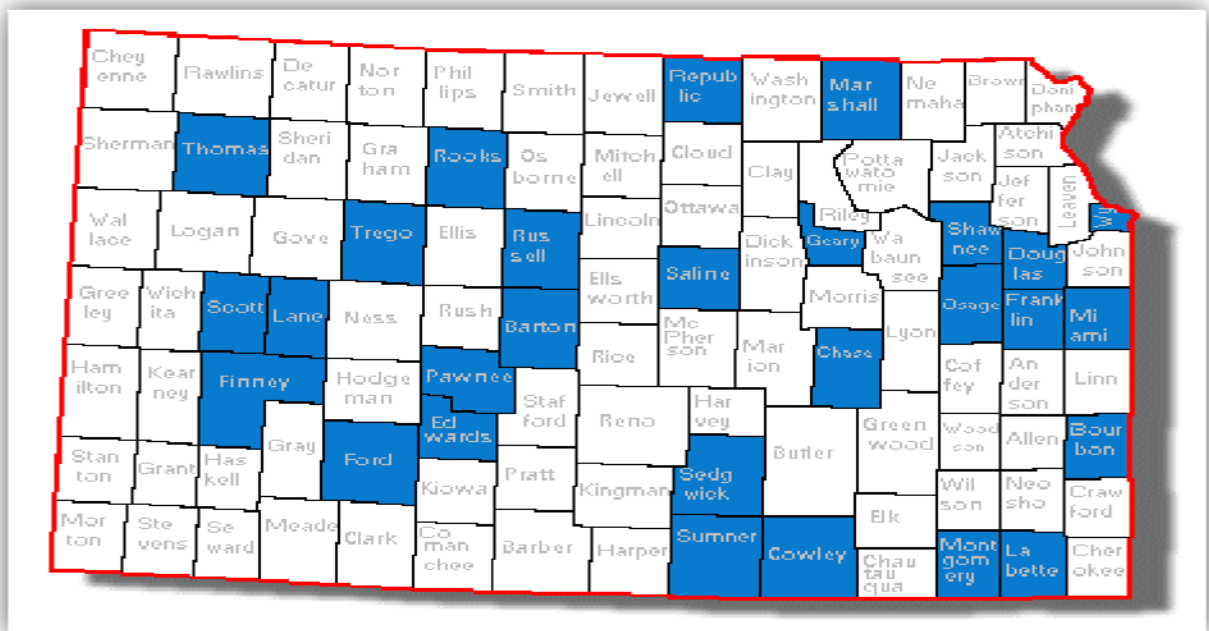 Chey
enne
Rawlins
De
catur
Nor
ton
Phil
lips
Smith
Jewell
Repub
lic
Wash
ington
Mar
shall
Ne
maha
Brown
Doni
phan
Sherman
Thomas
Sheri
dan
Gra
ham
Rooks
Os
borne
Mitch
ell
Cloud
Clay
Riley
Potta
wato
mie
Jack
son
Atchi
son
Jef
fer
son
Leaven
Wy
Wal
lace
Logan
Gove
Trego
Ellis
Rus
sell
Lincoln
Ottawa
Saline
Dick
inson
Geary
Wa
baun
see
Shaw
nee
Doug
las
John
son
Gree
ley
Wich
ita
Scott
Lane
Ness
Rush
Barton
Ells
worth
Rice
Mc
Pher
son
Mar
ion
Morris
Chase
Lyon
Osage
Frank
lin
Mi
ami
Ham
ilton
Kear
ney
Finney
Hodge
man
Pawnee
Ed
wards
Staf
ford
Reno
Har
vey
Butler
Green
wood
Cof
fey
An
der
son
Linn
Stan
ton
Grant
Has
kell
Gray
Ford
Kiowa
Pratt
Kingman
Sedg
wick
Elk
Wood
son
Allen
Bour
bon
Wil
son
Neo
sho
Craw
ford
Mor
ton
Ste
vens
Se
ward
Meade
Clark
Co
man
chee
Barber
Harper
Sumner
Cowley
Chau
tau
qua
Mont
gom
ery
La
bette
Cher
okee